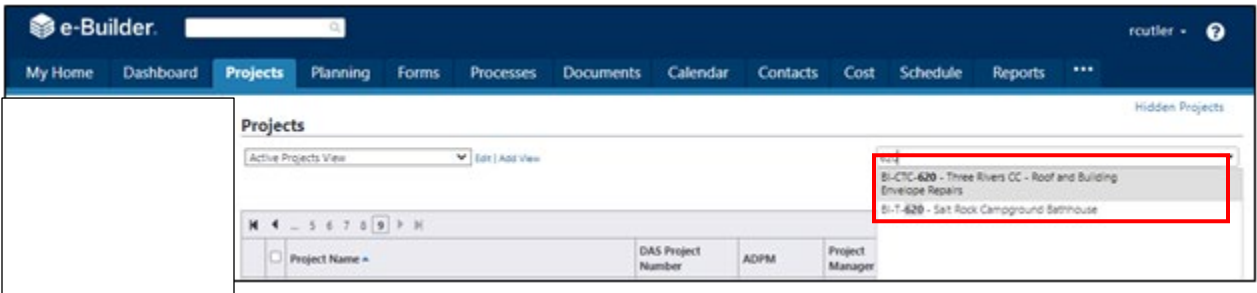 e-Builder.
rcutler
?
My Home Dashboard Projects Planning Forms Processes Documents Calendar Contacts Cost Schedule Reports •••
Hidden Projects
Projects
Active Projects View Edit | Add View
BI-CTC-620 - Three Rivers CC - Roof and Building
Envelope Repairs
BI-T-620 - Salt Rock Campground Bathhouse
... 5 6 7 8 9
Project Name
DAS Project
Number
ADPM
Project
Manager